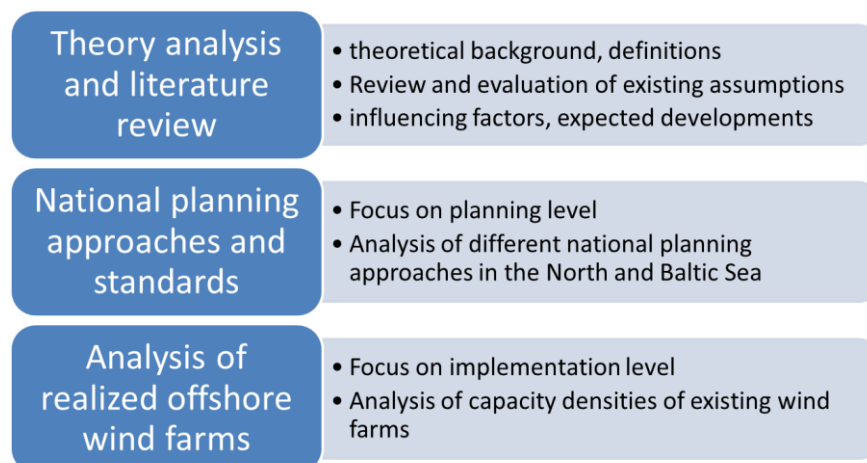 Theory analysis
and literature
review
• theoretical background, definitions
• Review and evaluation of existing assumptions
• influencing factors, expected developments
National planning
approaches and
standards
• Focus on planning level
• Analysis of different national planning
approaches in the North and Baltic Sea
Analysis of
realized offshore
wind farms
• Focus on implementation level
• Analysis of capacity densities of existing wind
farms